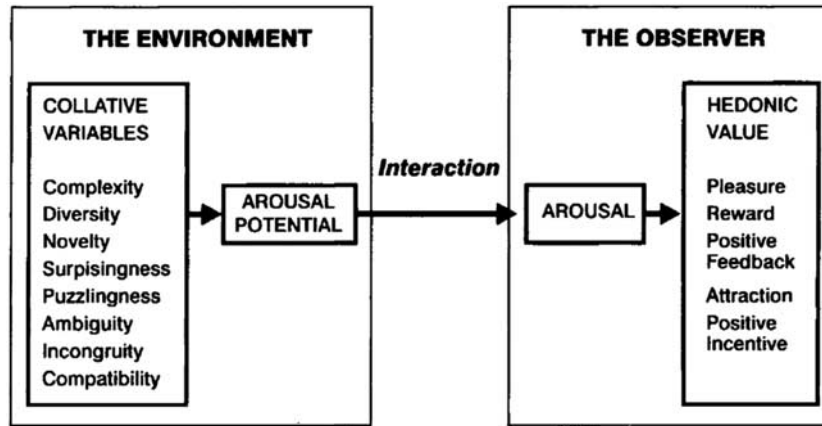 THE ENVIRONMENT
COLLATIVE
VARIABLES
Complexity
Diversity
Novelty
Surpisingness
Puzzlingness
Ambiguity
Incongruity
Compatibility
AROUSAL
POTENTIAL
Interaction
THE OBSERVER
AROUSAL
HEDONIC
VALUE
Pleasure
Reward
Positive
Feedback
Attraction
Positive
Incentive